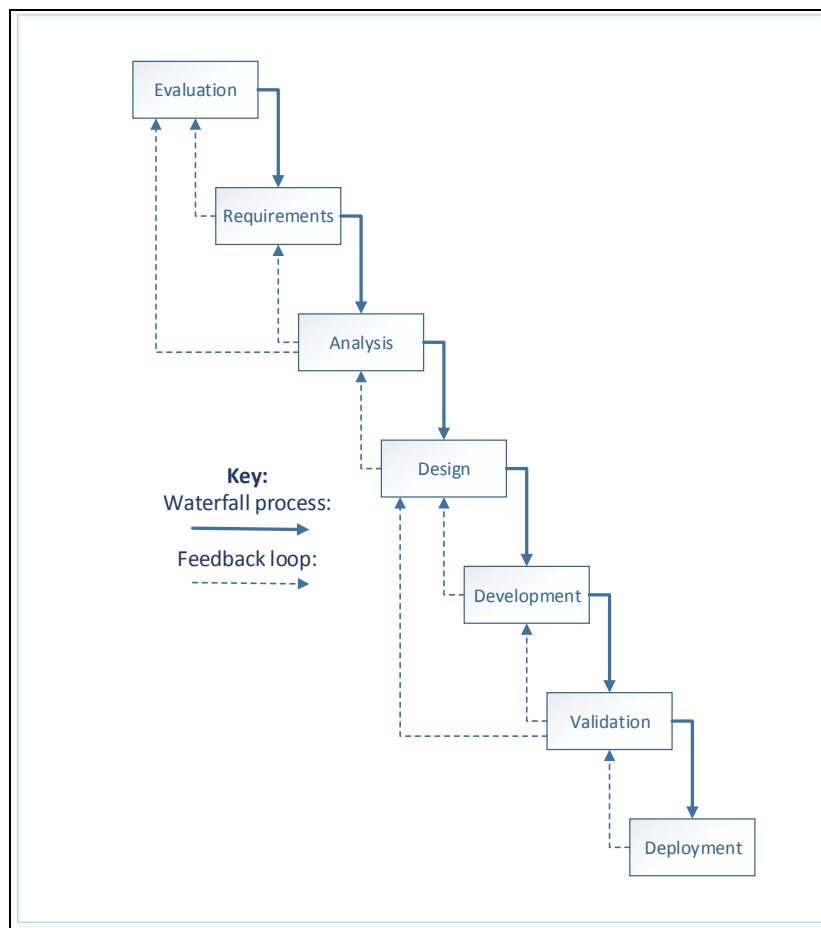 Evaluation
Requirements
Analysis
Design
Key:
Waterfall process:
Feedback loop:
Development
Validation
Deployment